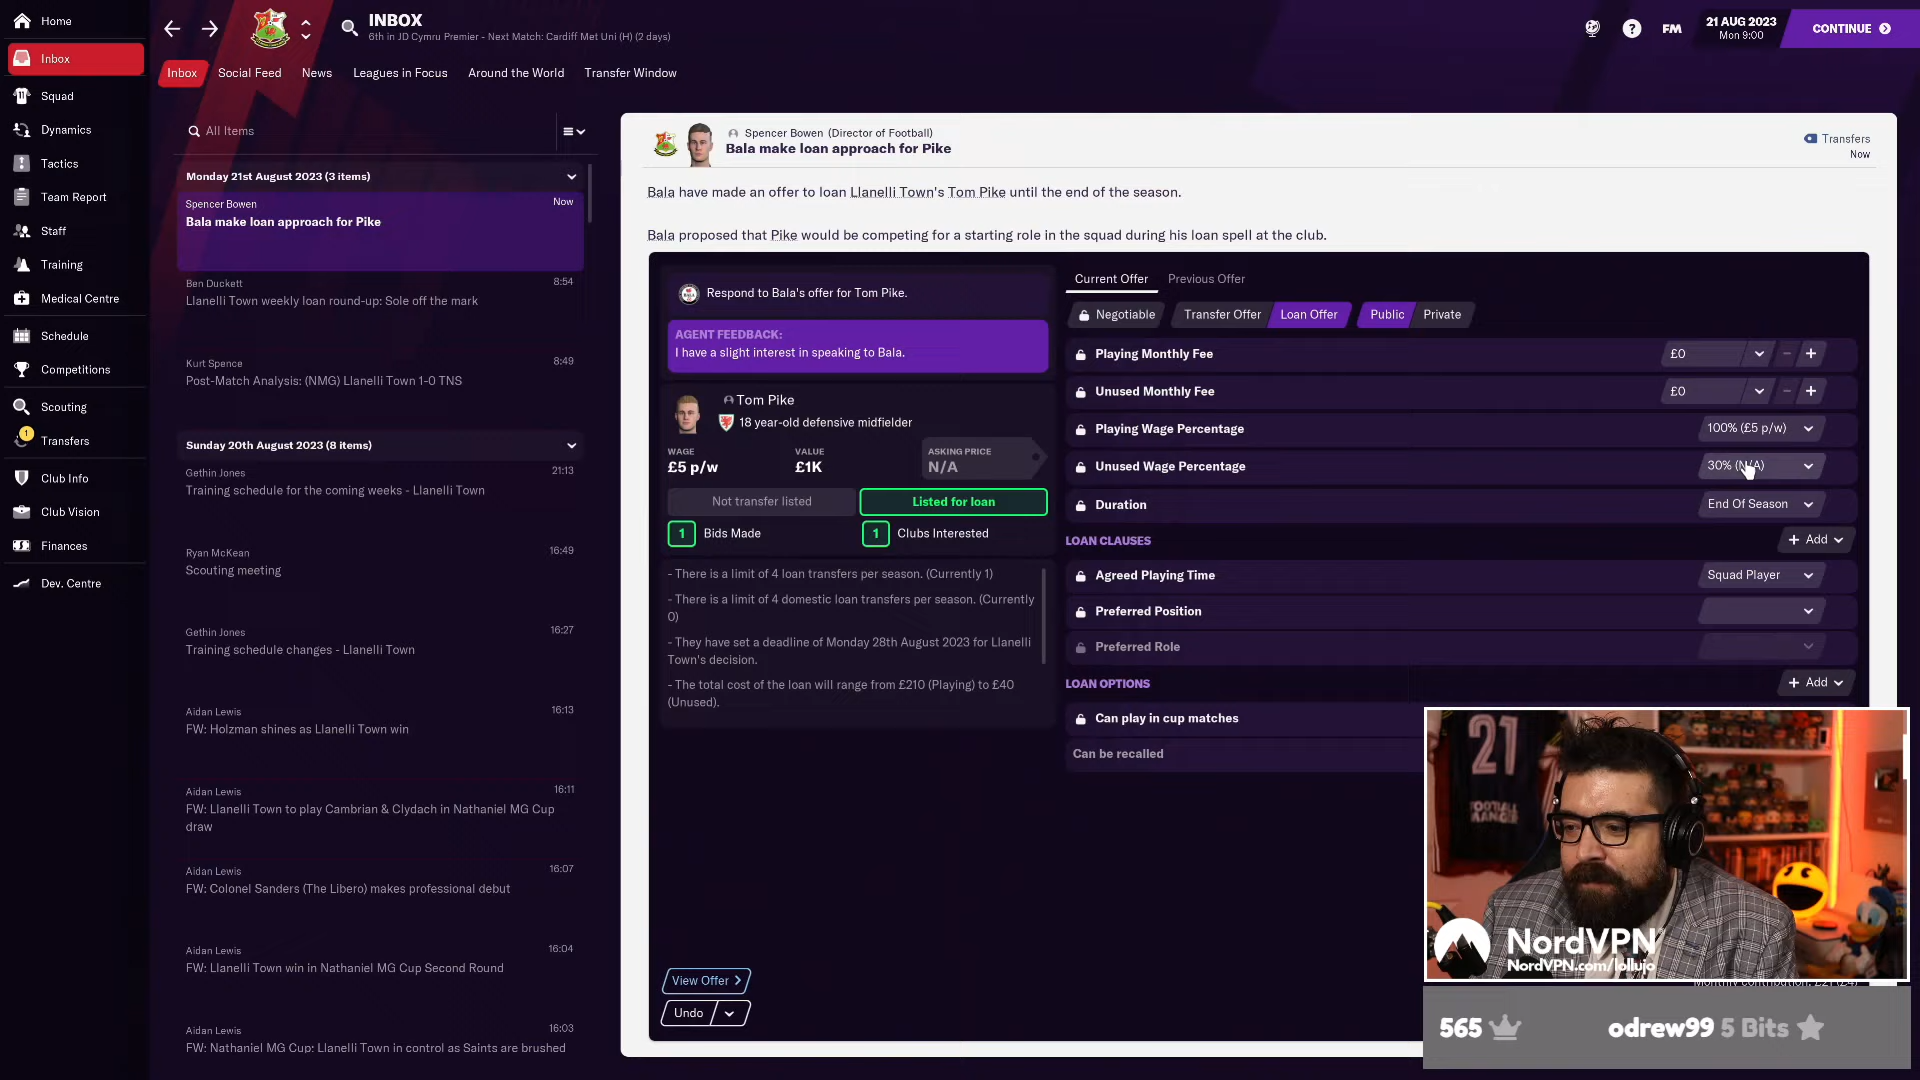 Home
INBOX
6th in JD Cymru Premier - Next Match: Cardiff Met Uni (H) (2 days)
FM
21 AUG 2023
Mon 9:00
CONTINUE
Inbox
Squad
Dynamics
Tactics
Team Report
Staff
Training
Medical Centre
Schedule
Competitions
Scouting
1
Transfers
Club Info
Club Vision
Finances
Dev. Centre
Inbox Social Feed News Leagues in Focus Around the World Transfer Window
All Items
Monday 21st August 2023 (3 items)
Spencer Bowen Now
Bala make loan approach for Pike
Ben Duckett 8:54
Llanelli Town weekly loan round-up: Sole off the mark
Kurt Spence 8:49
Post-Match Analysis: (NMG) Llanelli Town 1-0 TNS
Sunday 20th August 2023 (8 items)
Gethin Jones 21:13
Training schedule for the coming weeks - Llanelli Town
Ryan McKean 16:49
Scouting meeting
Gethin Jones 16:27
Training schedule changes - Llanelli Town
Aidan Lewis 16:13
FW: Holzman shines as Llanelli Town win
Aidan Lewis 16:11
FW: Llanelli Town to play Cambrian & Clydach in Nathaniel MG Cup
draw
Aidan Lewis 16:07
FW: Colonel Sanders (The Libero) makes professional debut
Aidan Lewis 16:04
FW: Llanelli Town win in Nathaniel MG Cup Second Round
Aidan Lewis 16:03
FW: Nathaniel MG Cup: Llanelli Town in control as Saints are brushed
Spencer Bowen (Director of Football)
Bala make loan approach for Pike
Transfers
Now
Bala have made an offer to loan Llanelli Town's Tom Pike until the end of the season.
Bala proposed that Pike would be competing for a starting role in the squad during his loan spell at the club.
Respond to Bala's offer for Tom Pike.
AGENT FEEDBACK:
I have a slight interest in speaking to Bala.
Tom Pike
18 year-old defensive midfielder
WAGE VALUE ASKING PRICE
£5 p/w £1K N/A
Not transfer listed Listed for loan
1 Bids Made 1 Clubs Interested
- There is a limit of 4 loan transfers per season. (Currently 1)
- There is a limit of 4 domestic loan transfers per season. (Currently
0)
- They have set a deadline of Monday 28th August 2023 for Llanelli
Town's decision.
- The total cost of the loan will range from £210 (Playing) to £40
(Unused).
View Offer
Undo
Current Offer Previous Offer
Negotiable Transfer Offer Loan Offer Public Private
Playing Monthly Fee £0
Unused Monthly Fee £0
Playing Wage Percentage 100% (£5 p/w)
Unused Wage Percentage 30% (N/A)
Duration End Of Season
LOAN CLAUSES + Add
Agreed Playing Time Squad Player
Preferred Position
Preferred Role
LOAN OPTIONS + Add
Can play in cup matches
Can be recalled
21
NordVPN
NordVPN.com/lollujo
565 odrew99 5 Bits